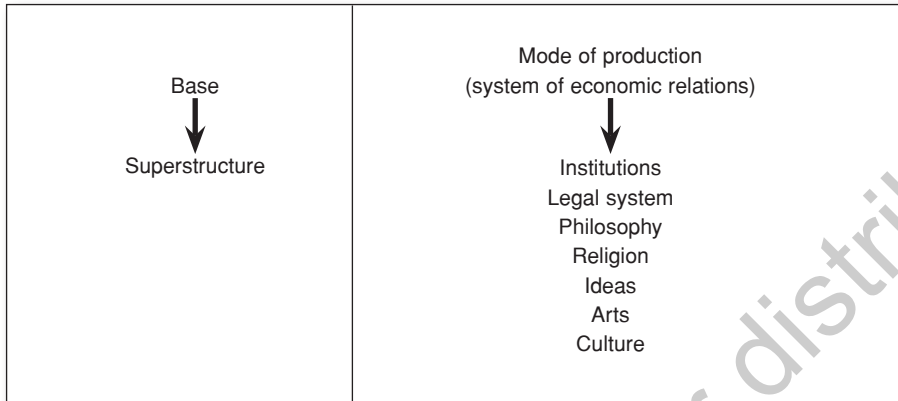 Base
Superstructure
Mode of production
(system of economic relations)
Institutions
Legal system
Philosophy
Religion
Ideas
Arts
Culture